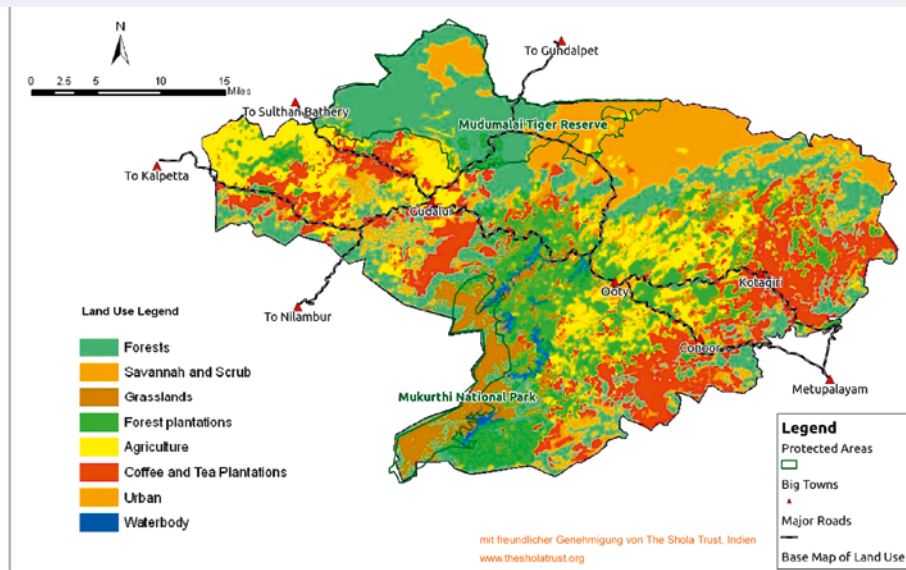 N
0 2.5 5 10 15
Miles
To Gundalpet
To Sulthan Bathery
Mudumalai Tiger Reserve
To Kalpetta
Gudalur
Ooty
Kotagiri
To Nilambur
Conoor
Metupalayam
Mukurthi National Park
Land Use Legend
Forests
Savannah and Scrub
Grasslands
Forest plantations
Agriculture
Coffee and Tea Plantations
Urban
Waterbody
Legend
Protected Areas
Big Towns
Major Roads
Base Map of Land Use
mit freundlicher Genehmigung von The Shola Trust, Indien
www.thesholatrust.org